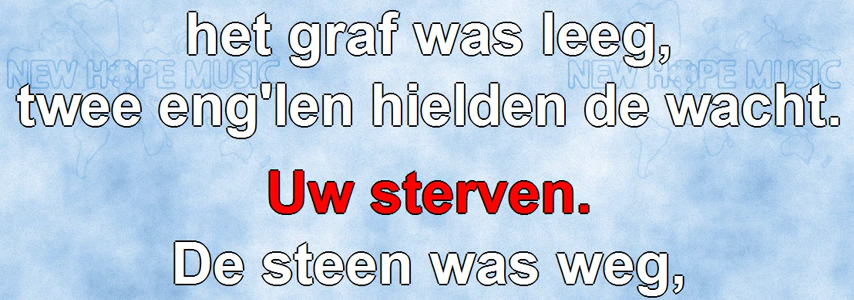 het graf was leeg,
NEW HOPE MUSIC NEW HOPE MUSIC
twee eng'len hielden de wacht.
Uw sterven.
De steen was weg,